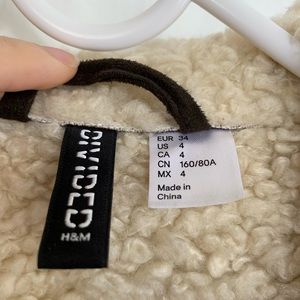 DIVIDED
H&M
EUR 34
US 4
CA 4
CN 160/80A
MX 4
Made in
China